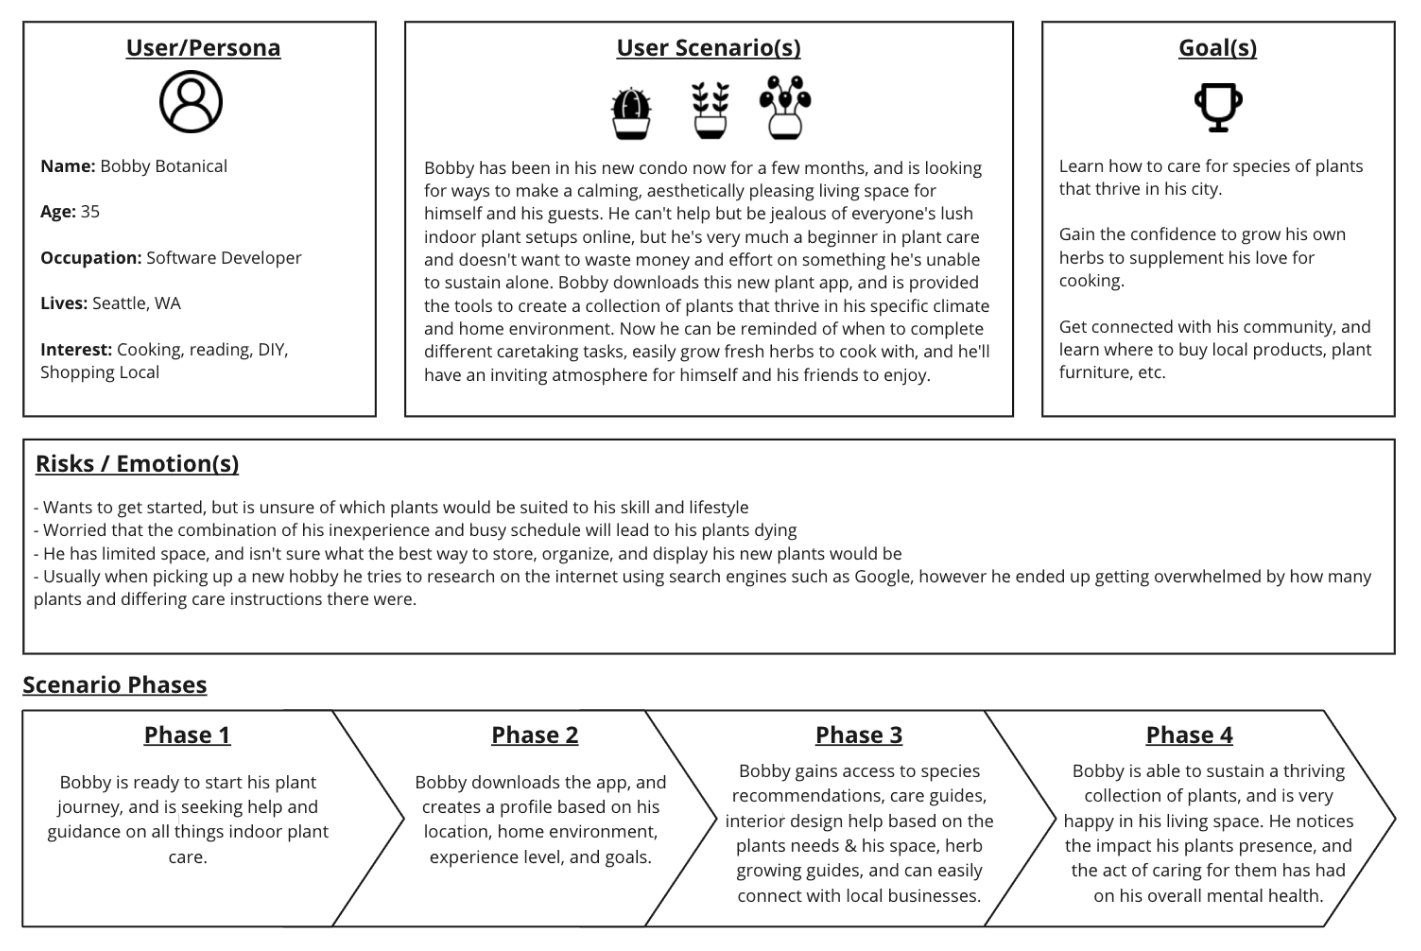 User/Persona
Name: Bobby Botanical
Age: 35
Occupation: Software Developer
Lives: Seattle, WA
Interest: Cooking, reading, DIY,
Shopping Local
User Scenario(s)
Bobby has been in his new condo now for a few months, and is looking
for ways to make a calming, aesthetically pleasing living space for
himself and his guests. He can't help but be jealous of everyone's lush
indoor plant setups online, but he's very much a beginner in plant care
and doesn't want to waste money and effort on something he's unable
to sustain alone. Bobby downloads this new plant app, and is provided
the tools to create a collection of plants that thrive in his specific climate
and home environment. Now he can be reminded of when to complete
different caretaking tasks, easily grow fresh herbs to cook with, and he'll
have an inviting atmosphere for himself and his friends to enjoy.
Goal(s)
Learn how to care for species of plants
that thrive in his city.
Gain the confidence to grow his own
herbs to supplement his love for
cooking.
Get connected with his community, and
learn where to buy local products, plant
furniture, etc.
Risks / Emotion(s)
- Wants to get started, but is unsure of which plants would be suited to his skill and lifestyle
- Worried that the combination of his inexperience and busy schedule will lead to his plants dying
- He has limited space, and isn't sure what the best way to store, organize, and display his new plants would be
- Usually when picking up a new hobby he tries to research on the internet using search engines such as Google, however he ended up getting overwhelmed by how many
plants and differing care instructions there were.
Scenario Phases
Phase 1
Bobby is ready to start his plant
journey, and is seeking help and
guidance on all things indoor plant
care.
Phase 2
Bobby downloads the app, and
creates a profile based on his
location, home environment,
experience level, and goals.
Phase 3
Bobby gains access to species
recommendations, care guides,
interior design help based on the
plants needs & his space, herb
growing guides, and can easily
connect with local businesses.
Phase 4
Bobby is able to sustain a thriving
collection of plants, and is very
happy in his living space. He notices
the impact his plants presence, and
the act of caring for them has had
on his overall mental health.